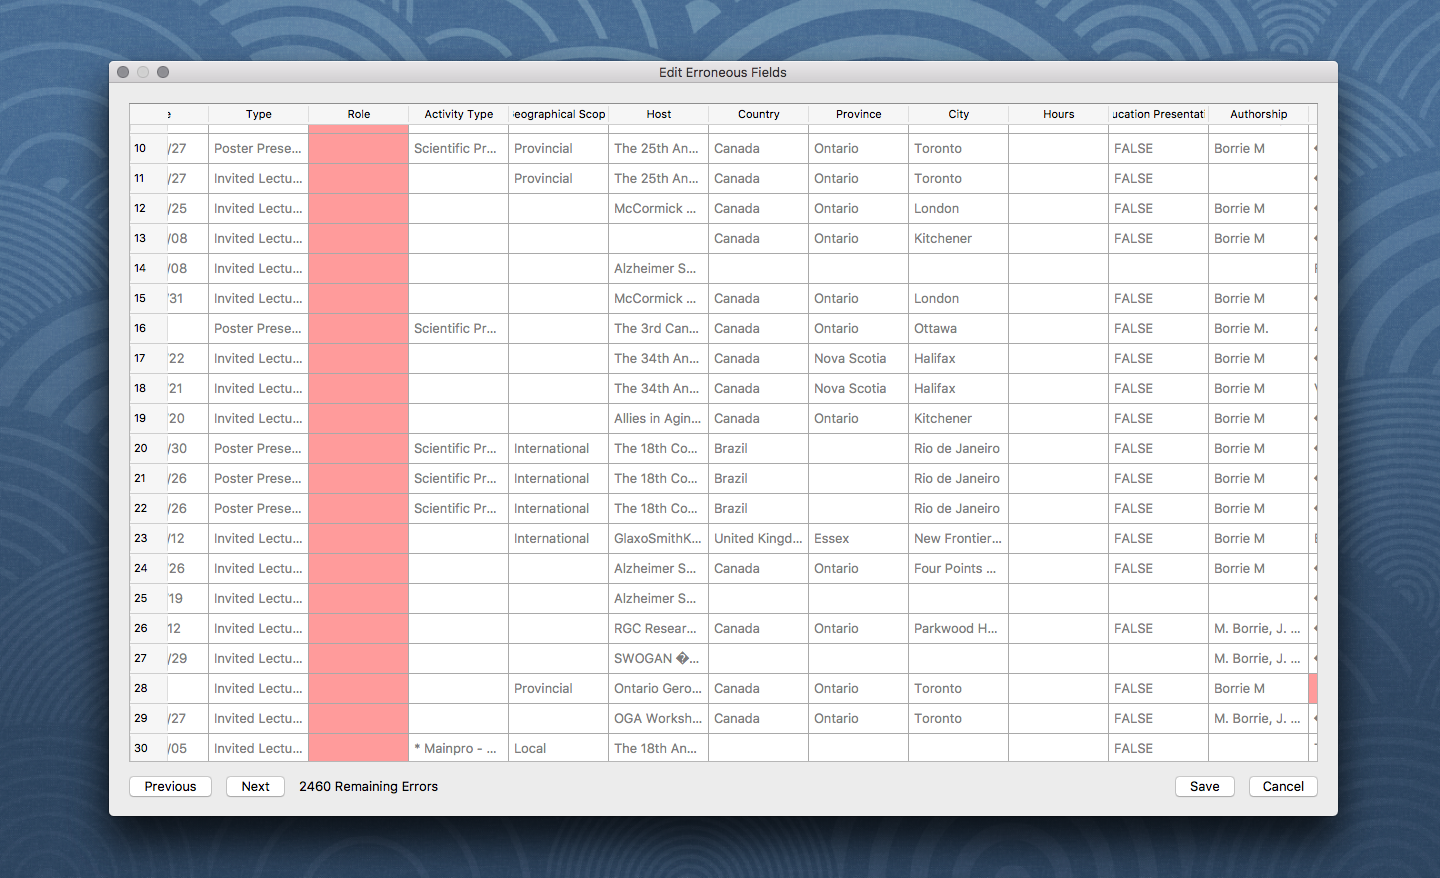 Edit Erroneous Fields
e Type Role Activity Type eographical Scop Host Country Province City Hours ucation Presentati Authorship
10 /27 Poster Prese... Scientific Pr... Provincial The 25th An... Canada Ontario Toronto FALSE Borrie M
11 /27 Invited Lectu... Provincial The 25th An... Canada Ontario Toronto FALSE
12 /25 Invited Lectu... McCormick ... Canada Ontario London FALSE Borrie M
13 /08 Invited Lectu... Canada Ontario Kitchener FALSE Borrie M
14 /08 Invited Lectu... Alzheimer S...
15 /31 Invited Lectu... McCormick ... Canada Ontario London FALSE Borrie M
16 Poster Prese... Scientific Pr... The 3rd Can... Canada Ontario Ottawa FALSE Borrie M.
17 /22 Invited Lectu... The 34th An... Canada Nova Scotia Halifax FALSE Borrie M
18 /21 Invited Lectu... The 34th An... Canada Nova Scotia Halifax FALSE Borrie M
19 /20 Invited Lectu... Allies in Agin... Canada Ontario Kitchener FALSE Borrie M
20 /30 Poster Prese... Scientific Pr... International The 18th Co... Brazil Rio de Janeiro FALSE Borrie M
21 /26 Poster Prese... Scientific Pr... International The 18th Co... Brazil Rio de Janeiro FALSE Borrie M
22 /26 Poster Prese... Scientific Pr... International The 18th Co... Brazil Rio de Janeiro FALSE Borrie M
23 /12 Invited Lectu... International GlaxoSmithK... United Kingd... Essex New Frontier... FALSE Borrie M
24 /26 Invited Lectu... Alzheimer S... Canada Ontario Four Points ... FALSE Borrie M
25 /19 Invited Lectu... Alzheimer S...
26 12 Invited Lectu... RGC Resear... Canada Ontario Parkwood H... FALSE M. Borrie, J. ...
27 /29 Invited Lectu... SWOGAN �... M. Borrie, J. ...
28 Invited Lectu... Provincial Ontario Gero... Canada Ontario Toronto FALSE Borrie M
29 /27 Invited Lectu... OGA Worksh... Canada Ontario Toronto FALSE M. Borrie, J. ...
30 /05 Invited Lectu... * Mainpro - ... Local The 18th An... FALSE
Previous Next 2460 Remaining Errors Save Cancel